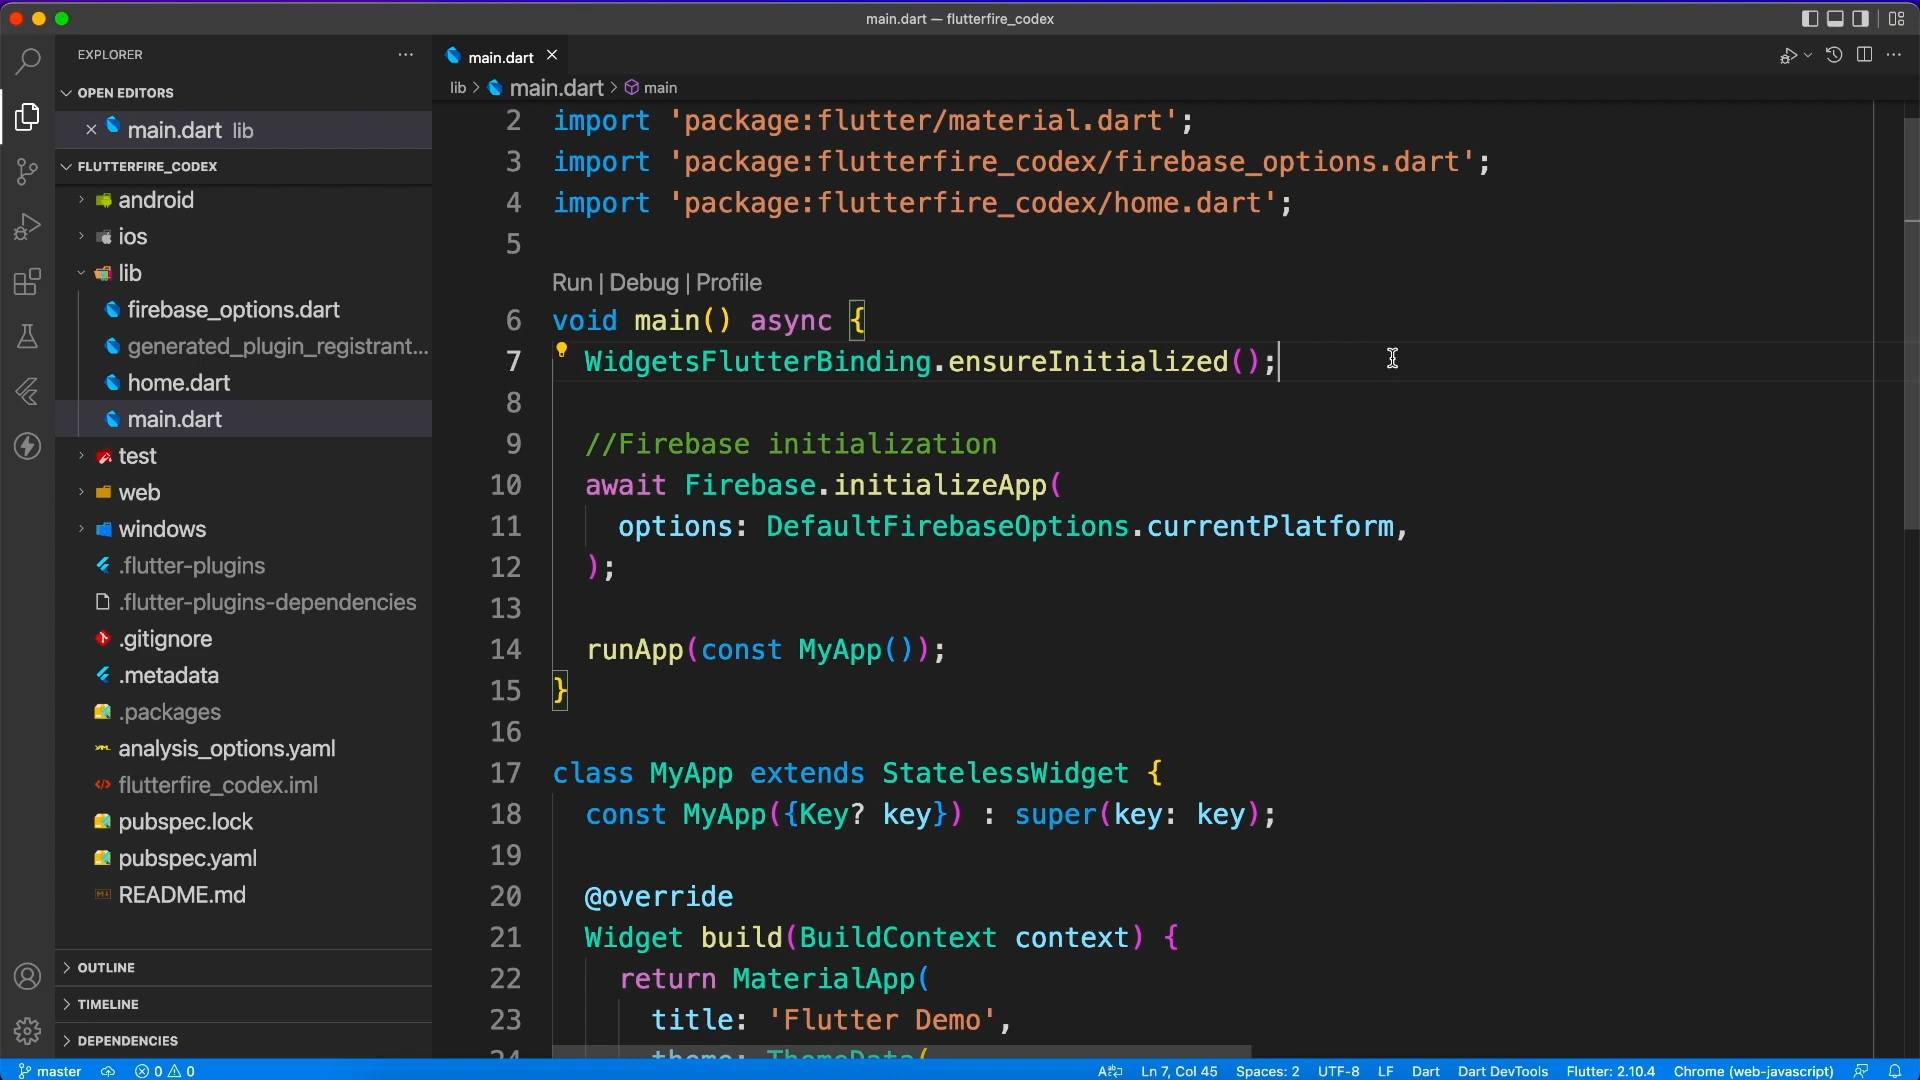 main.dart — flutterfire_codex
EXPLORER
OPEN EDITORS
main.dart lib
FLUTTERFIRE_CODEX
android
ios
lib
firebase_options.dart
generated_plugin_registrant...
home.dart
main.dart
test
web
windows
.flutter-plugins
.flutter-plugins-dependencies
.gitignore
.metadata
.packages
analysis_options.yaml
flutterfire_codex.iml
pubspec.lock
pubspec.yaml
README.md
OUTLINE
TIMELINE
DEPENDENCIES
main.dart
lib > main.dart > main
2 import 'package:flutter/material.dart';
3 import 'package:flutterfire_codex/firebase_options.dart';
4 import 'package:flutterfire_codex/home.dart';
5
Run | Debug | Profile
6 void main() async {
7 WidgetsFlutterBinding.ensureInitialized();
8
9 //Firebase initialization
10 await Firebase.initializeApp(
11 options: DefaultFirebaseOptions.currentPlatform,
12 );
13
14 runApp(const MyApp());
15 }
16
17 class MyApp extends StatelessWidget {
18 const MyApp({Key? key}) : super(key: key);
19
20 @override
21 Widget build(BuildContext context) {
22 return MaterialApp(
23 title: 'Flutter Demo',
24 theme: ThemeData(
master 0 0 Ln 7, Col 45 Spaces: 2 UTF-8 LF Dart Dart DevTools Flutter: 2.10.4 Chrome (web-javascript)